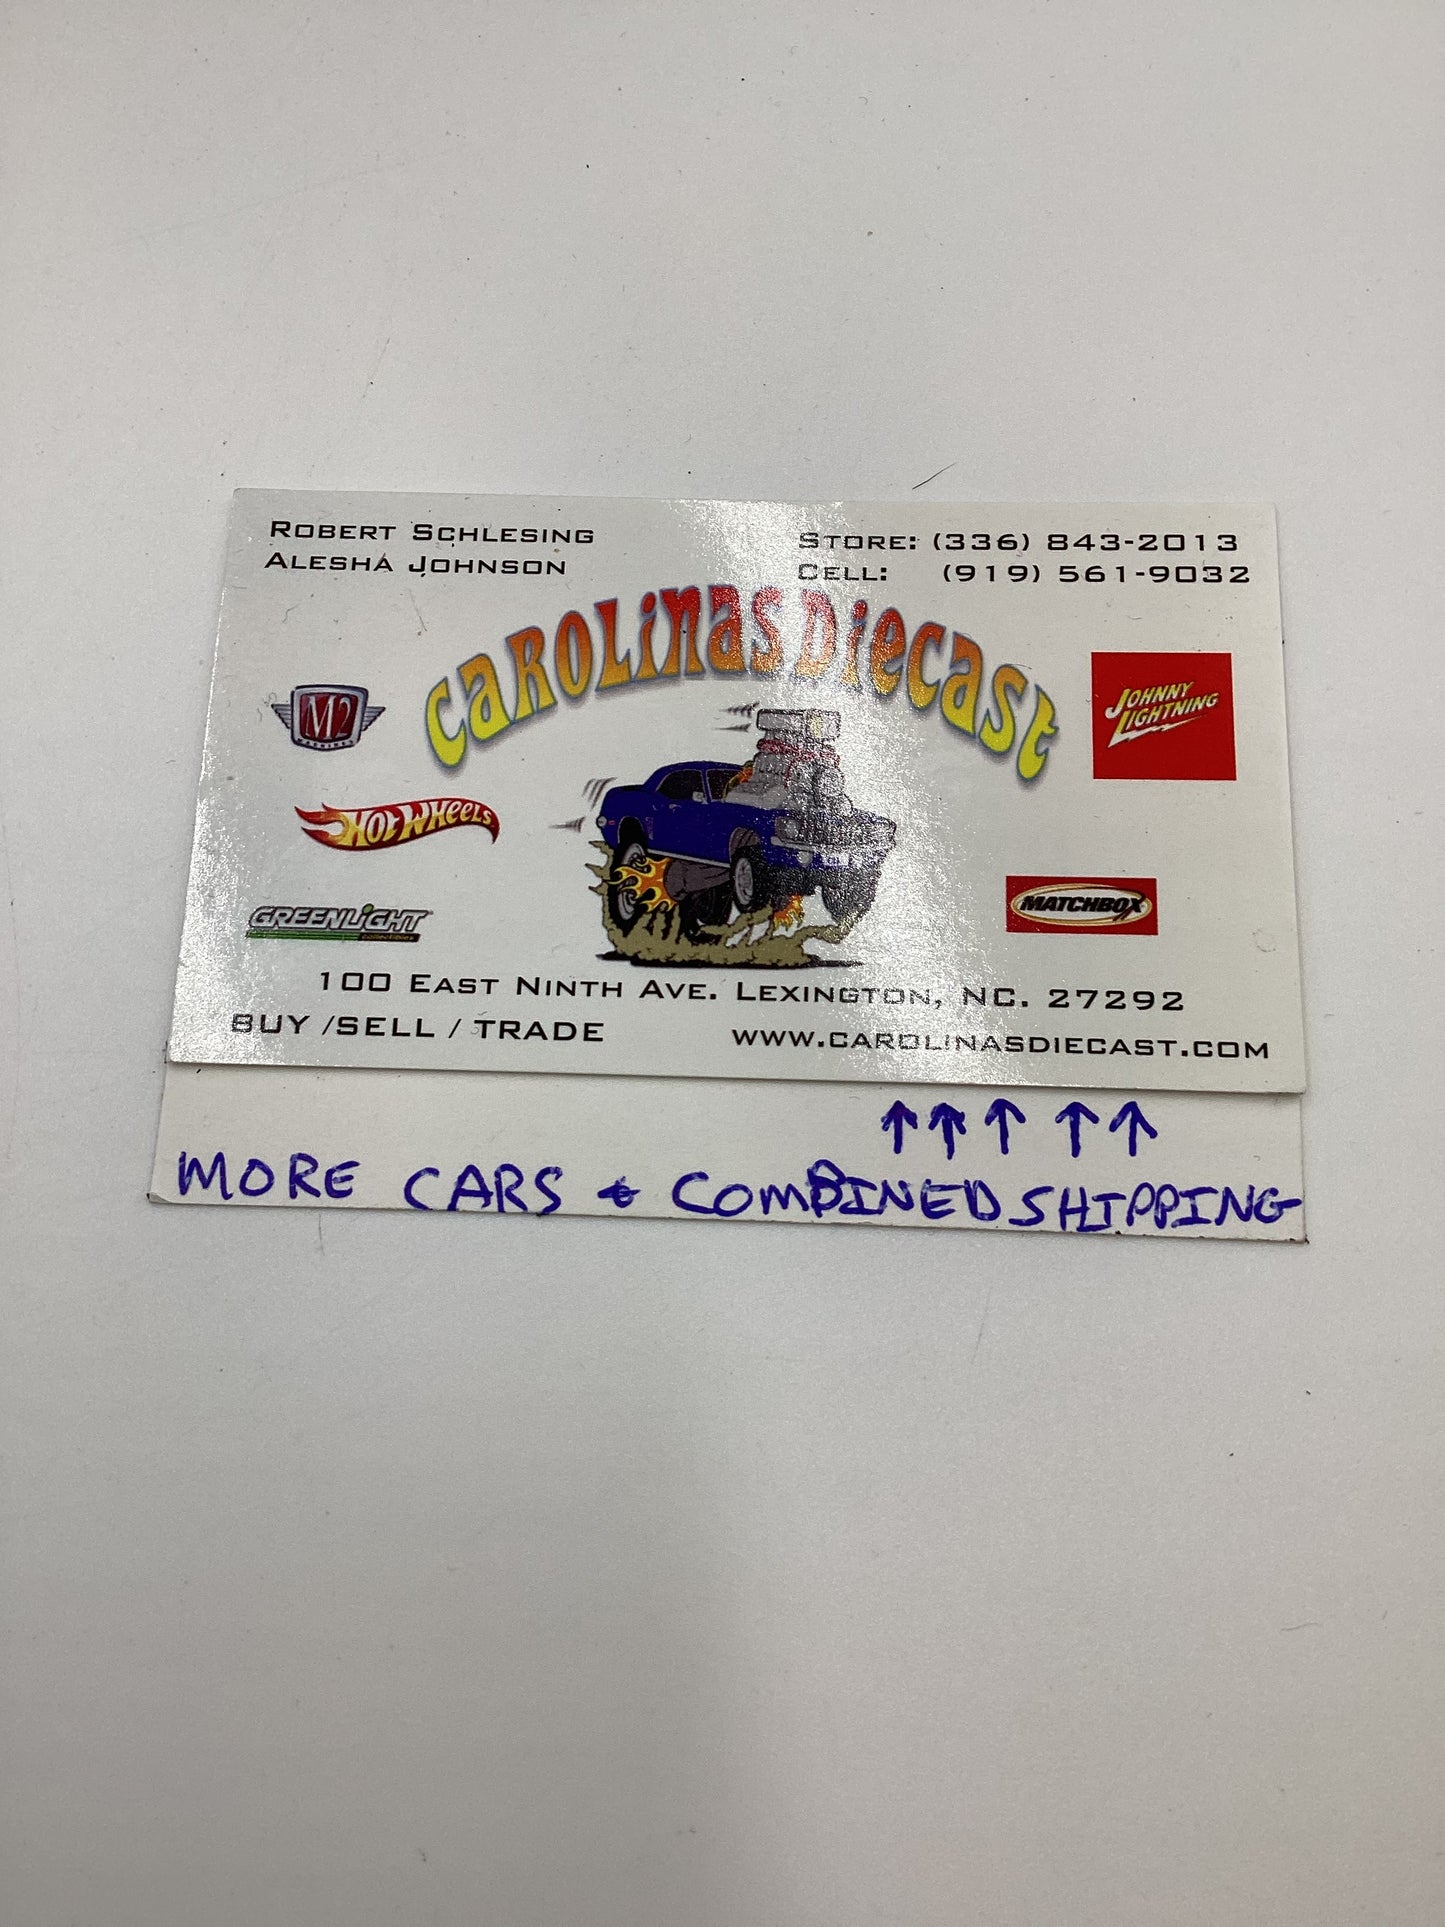 ROBERT SCHLESING
ALESHA JOHNSON
STORE: (336) 843-2013
CELL: (919) 561-9032
CAROLINAS DIECAST
M2
MACHINES
JOHNNY
LIGHTNING
HOT WHEELS
GREENLIGHT
COLLECTIBLES
MATCHBOX
100 EAST NINTH AVE. LEXINGTON, NC. 27292
BUY /SELL / TRADE
WWW.CAROLINASDIECAST.COM
↑↑↑↑↑
MORE CARS & COMBINED SHIPPING